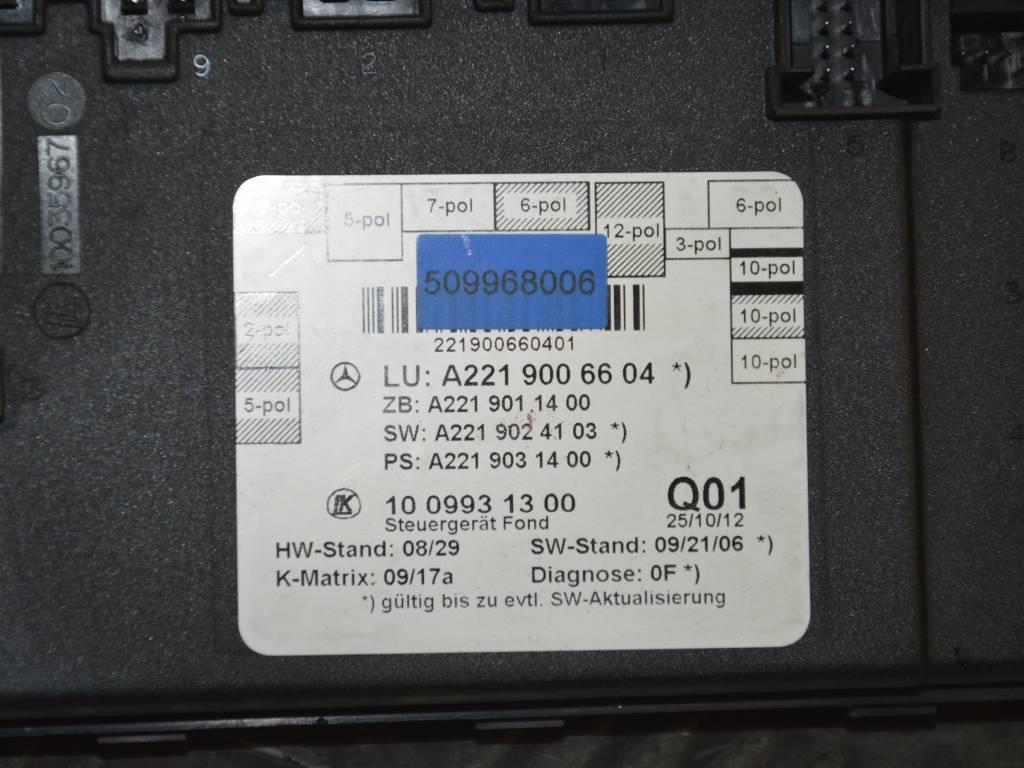 9
2
02
10035967
5
7-pol
6-pol
5-pol
12-pol
3-pol
6-pol
10-pol
10-pol
10-pol
2-pol
5-pol
509968006
221900660401
LU: A221 900 66 04 *)
ZB: A221 901 14 00
SW: A221 902 41 03 *)
PS: A221 903 14 00 *)
10 0993 13 00
Q01
Steuergerät Fond
25/10/12
HW-Stand: 08/29
SW-Stand: 09/21/06 *)
K-Matrix: 09/17a
Diagnose: 0F *)
*) gültig bis zu evtl. SW-Aktualisierung